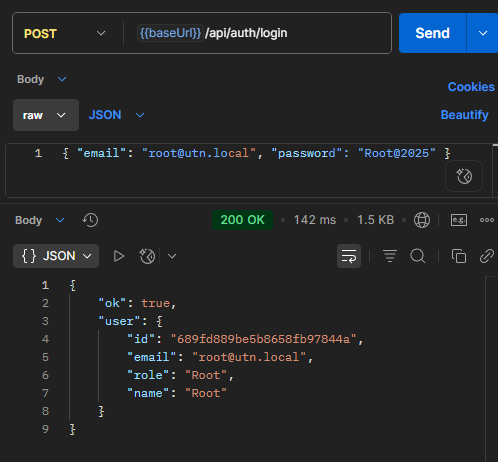 POST {{baseUrl}} /api/auth/login Send
Body
Cookies
raw JSON Beautify
1 { "email": "root@utn.local", "password": "Root@2025" }
Body 200 OK • 142 ms • 1.5 KB e.g.
{} JSON
1 {
2 "ok": true,
3 "user": {
4 "id": "689fd889be5b8658fb97844a",
5 "email": "root@utn.local",
6 "role": "Root",
7 "name": "Root"
8 }
9 }